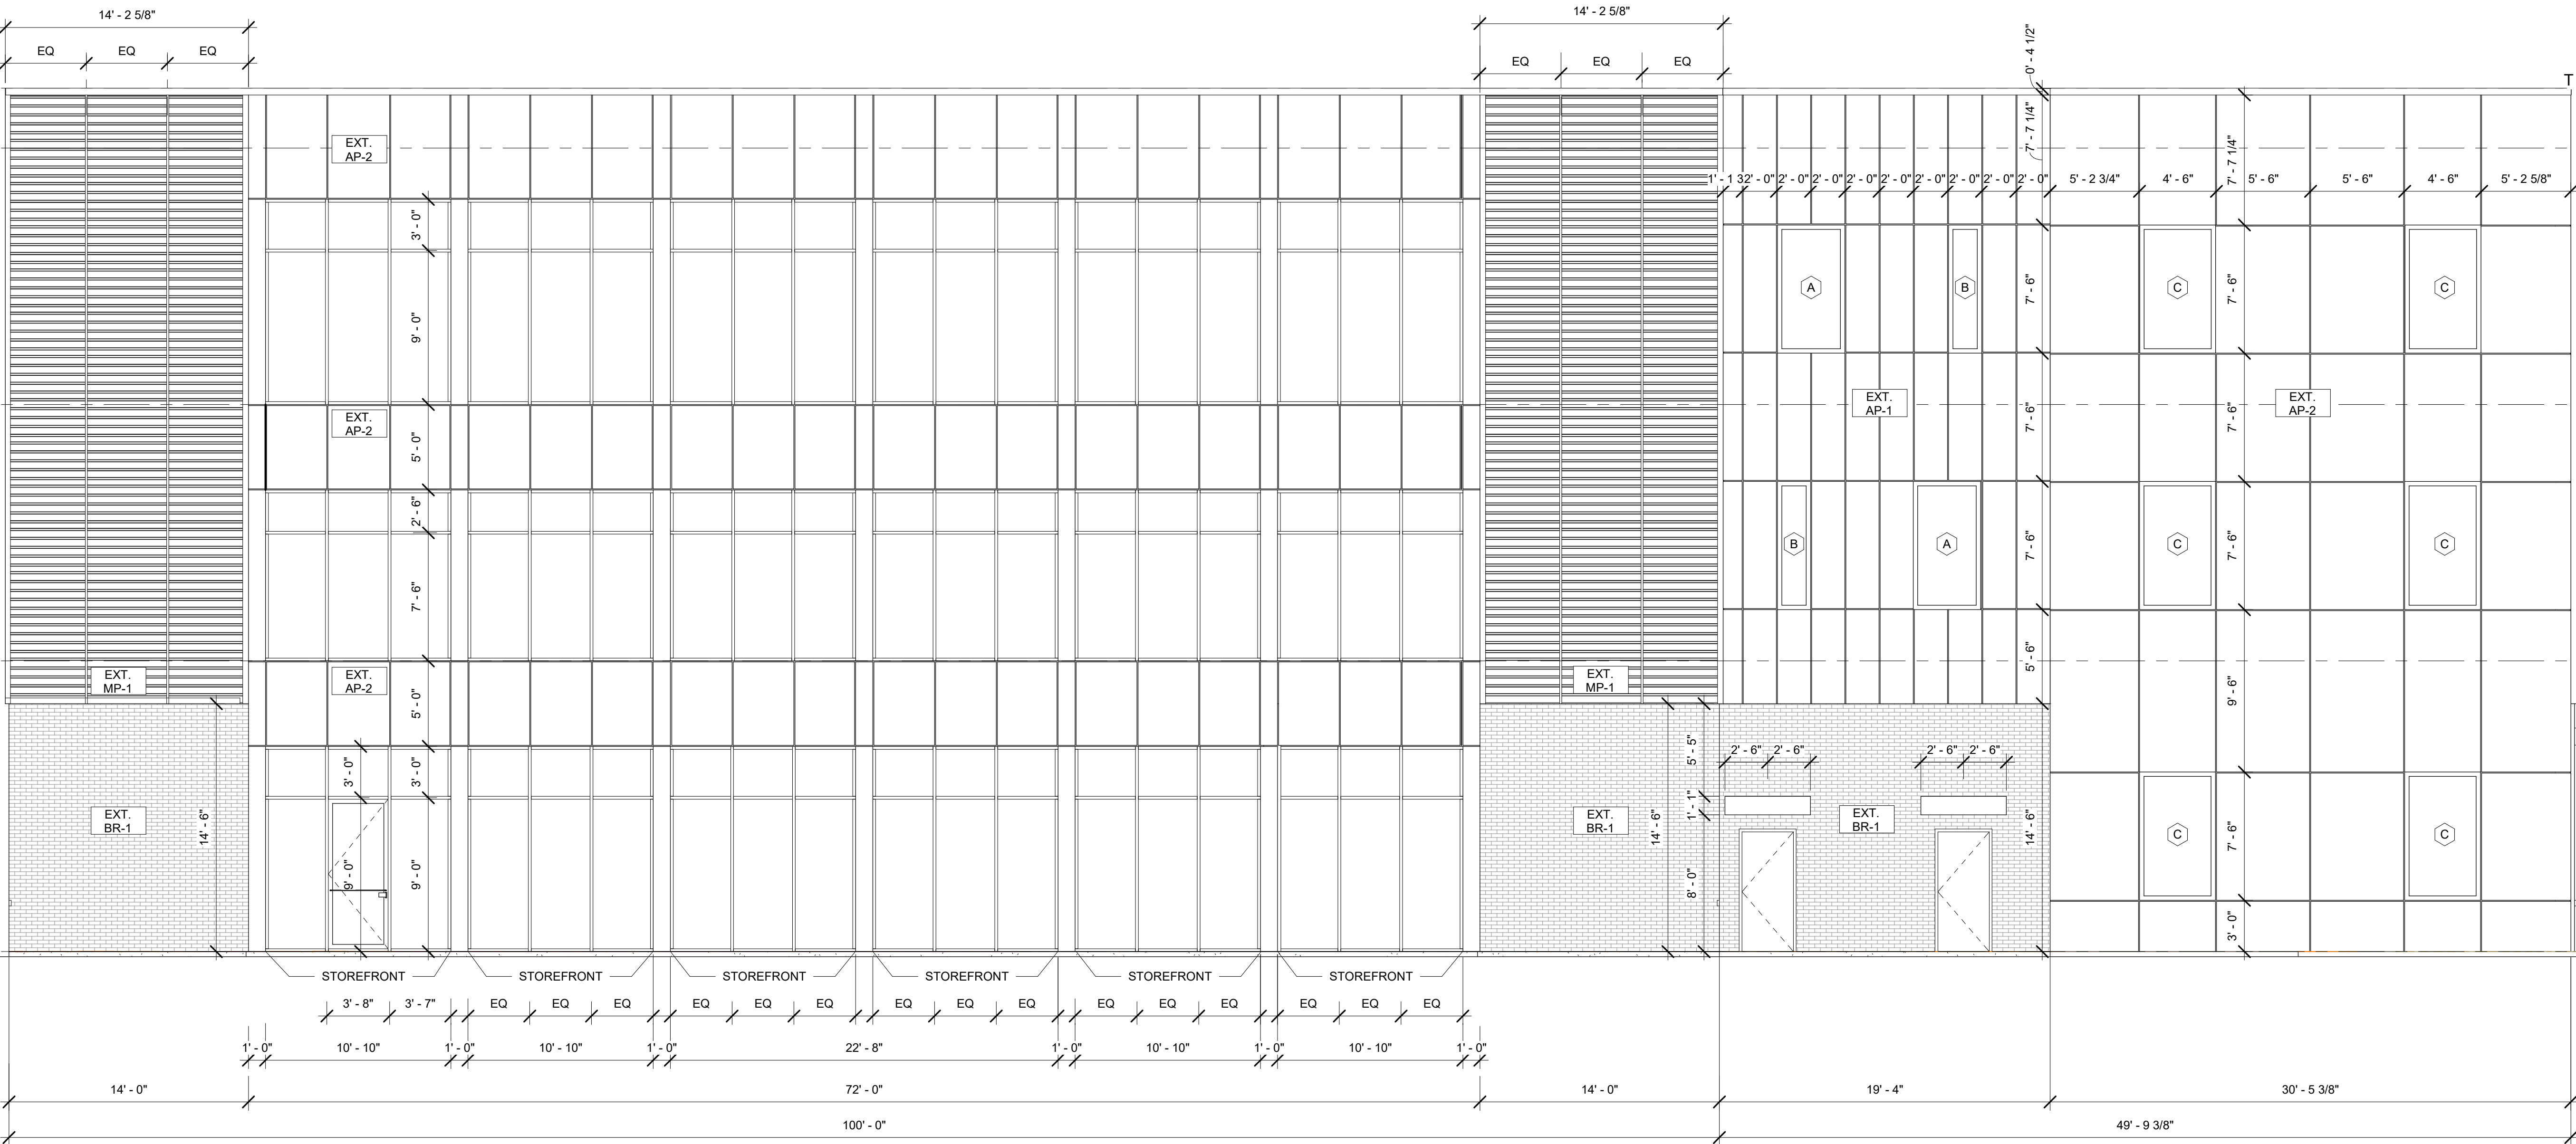 14' - 2 5/8"
14' - 2 5/8"
EQ EQ EQ
EQ EQ EQ
0' - 4 1/2"
T
7' - 7 1/4"
7' - 7 1/4"
EXT.
AP-2
1' - 1 32' - 0" 2' - 0" 2' - 0" 2' - 0" 2' - 0" 2' - 0" 2' - 0" 2' - 0" 2' - 0"
5' - 2 3/4" 4' - 6" 5' - 6" 5' - 6" 4' - 6" 5' - 2 5/8"
3' - 0"
9' - 0"
A B 7' - 6" C 7' - 6" C
EXT.
AP-2
5' - 0"
EXT.
AP-1
7' - 6"
7' - 6"
EXT.
AP-2
2' - 6"
7' - 6"
B A 7' - 6" C 7' - 6" C
EXT.
MP-1
EXT.
AP-2
5' - 0"
EXT.
MP-1
5' - 6"
9' - 6"
3' - 0" 3' - 0"
5' - 5"
2' - 6" 2' - 6"
2' - 6" 2' - 6"
1' - 1"
EXT.
BR-1
14' - 6"
9' - 0" 9' - 0"
EXT.
BR-1
14' - 6"
8' - 0"
EXT.
BR-1
14' - 6"
C 7' - 6" C
3' - 0"
STOREFRONT STOREFRONT STOREFRONT STOREFRONT STOREFRONT STOREFRONT
3' - 8" 3' - 7" EQ EQ EQ EQ EQ EQ EQ EQ EQ EQ EQ EQ EQ EQ EQ
1' - 0" 10' - 10" 1' - 0" 10' - 10" 1' - 0" 22' - 8" 1' - 0" 10' - 10" 1' - 0" 10' - 10" 1' - 0"
14' - 0" 72' - 0" 14' - 0" 19' - 4" 30' - 5 3/8"
100' - 0" 49' - 9 3/8"